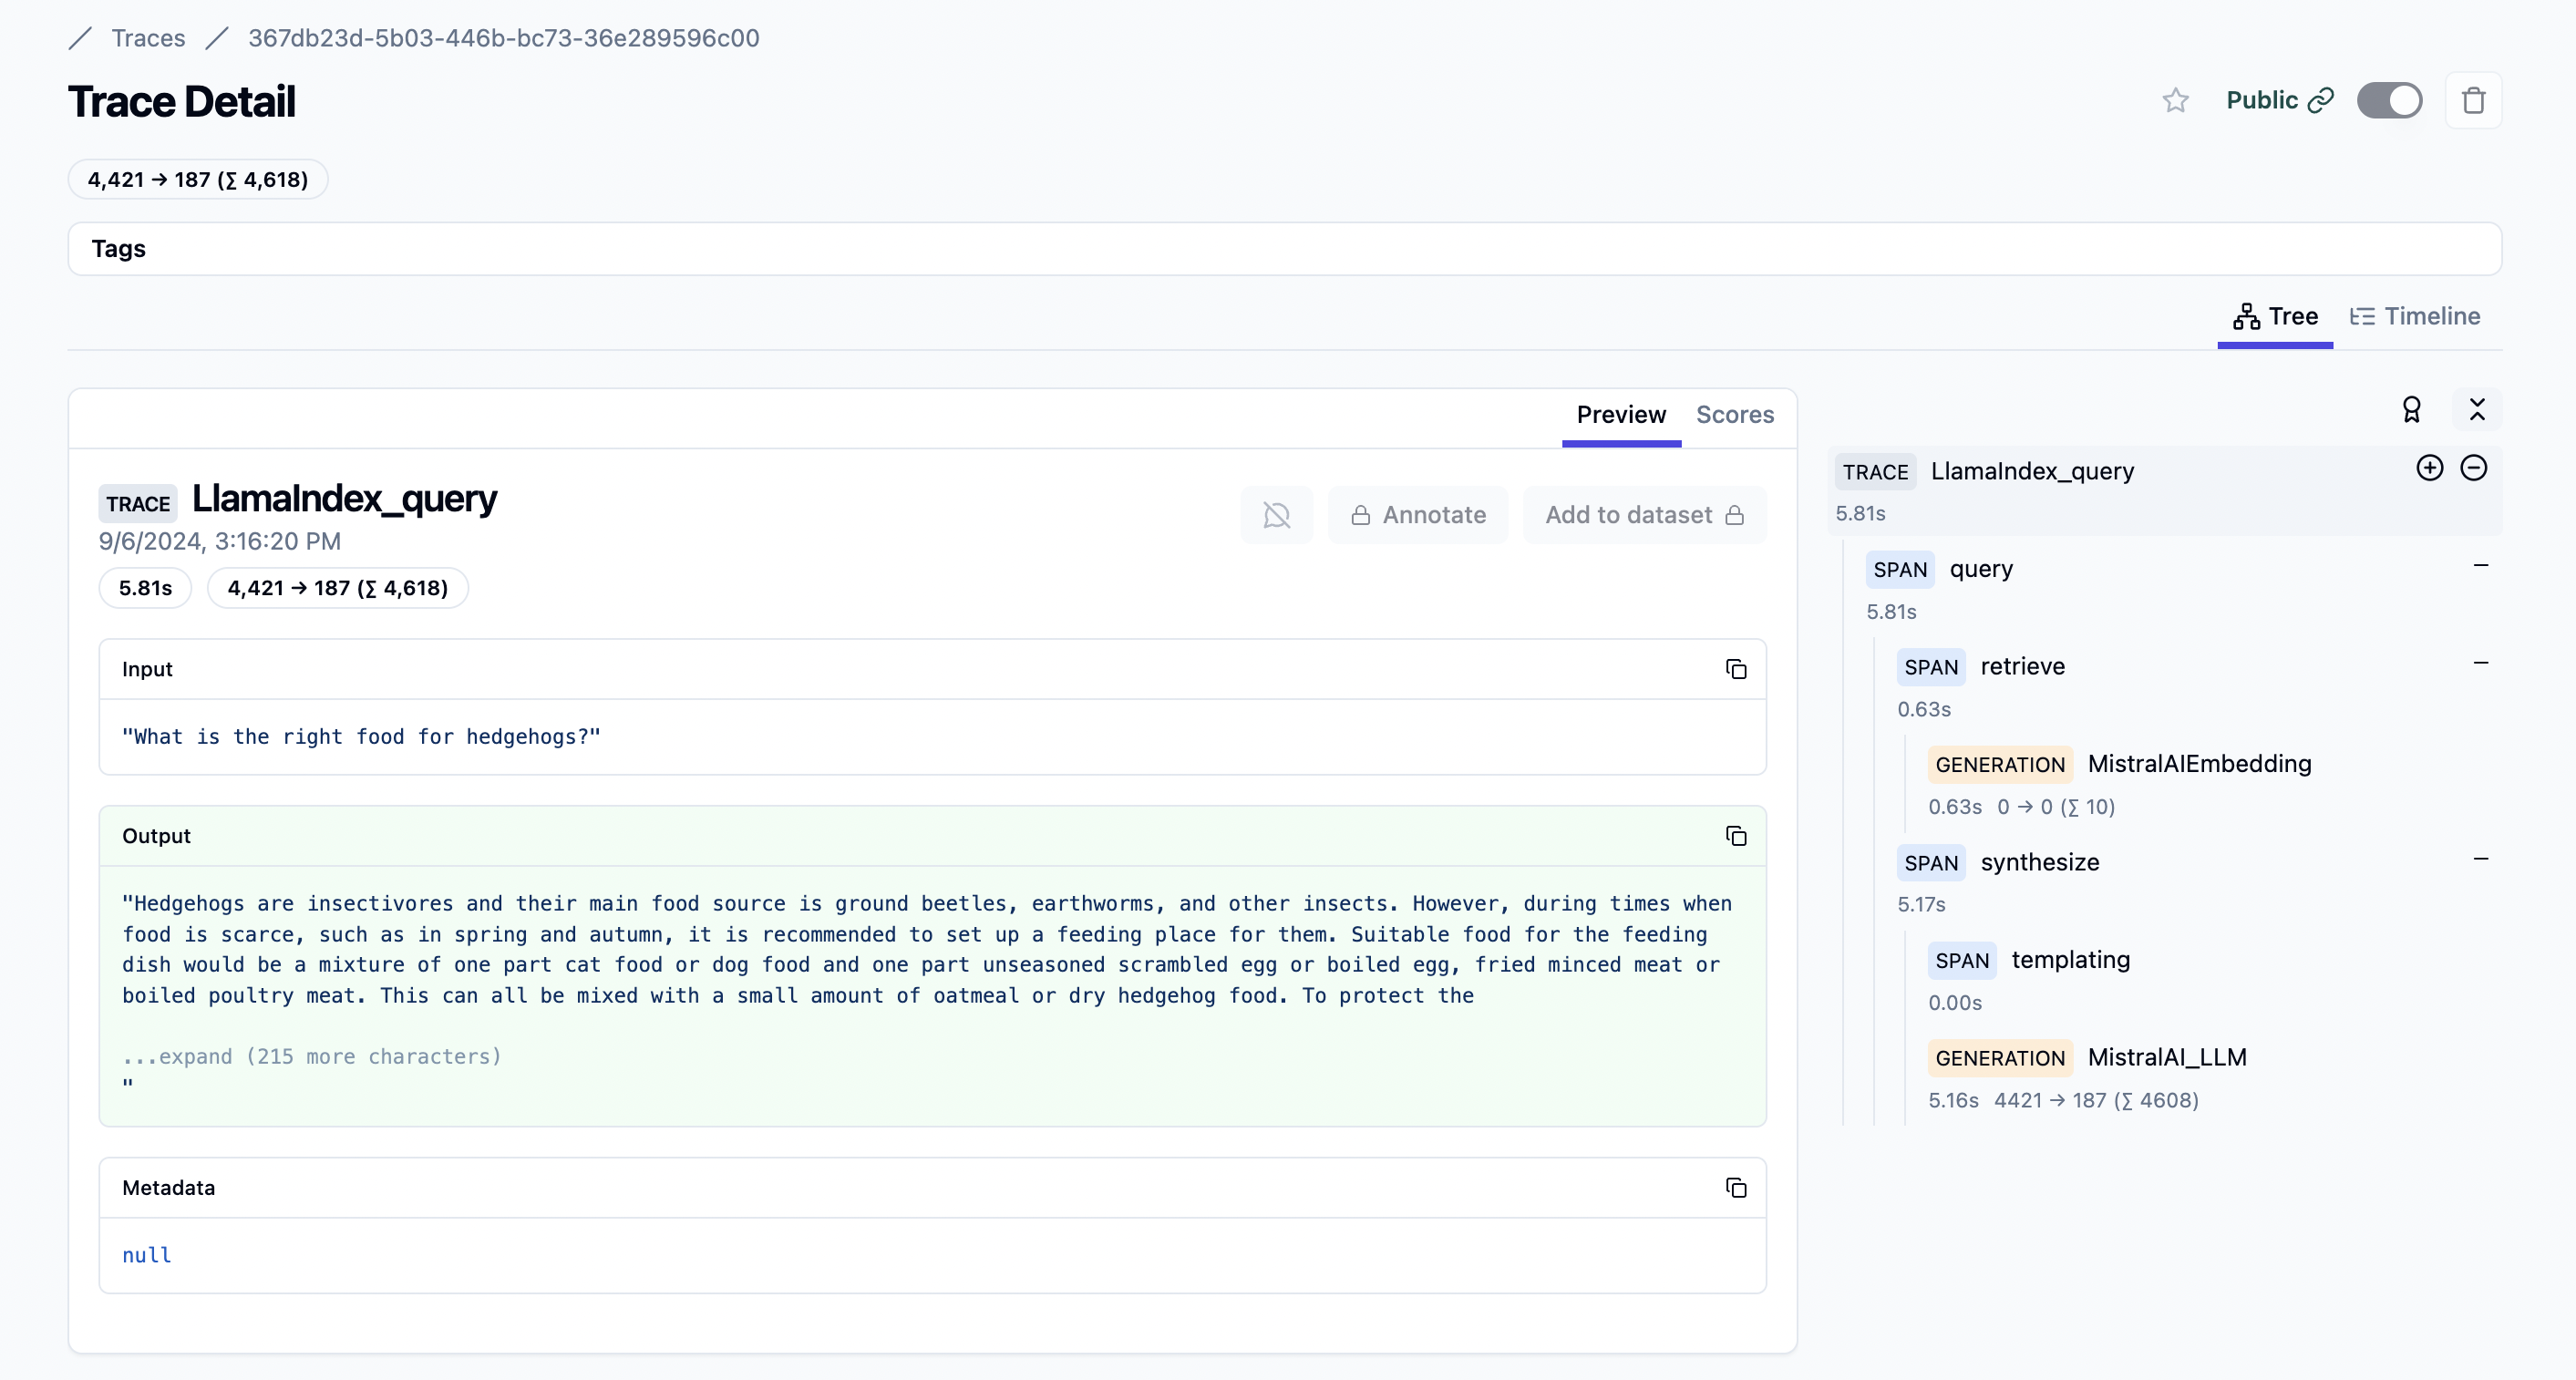 Traces 367db23d-5b03-446b-bc73-36e289596c00
Trace Detail
Public
4,421 → 187 (∑ 4,618)
Tags
Tree
Timeline
Preview
Scores
TRACE LlamaIndex_query
9/6/2024, 3:16:20 PM
Annotate
Add to dataset
5.81s
4,421 → 187 (∑ 4,618)
Input
"What is the right food for hedgehogs?"
Output
"Hedgehogs are insectivores and their main food source is ground beetles, earthworms, and other insects. However, during times when
food is scarce, such as in spring and autumn, it is recommended to set up a feeding place for them. Suitable food for the feeding
dish would be a mixture of one part cat food or dog food and one part unseasoned scrambled egg or boiled egg, fried minced meat or
boiled poultry meat. This can all be mixed with a small amount of oatmeal or dry hedgehog food. To protect the
...expand (215 more characters)
"
Metadata
null
TRACE LlamaIndex_query
5.81s
SPAN query
5.81s
SPAN retrieve
0.63s
GENERATION MistralAIEmbedding
0.63s 0 → 0 (∑ 10)
SPAN synthesize
5.17s
SPAN templating
0.00s
GENERATION MistralAI_LLM
5.16s 4421 → 187 (∑ 4608)